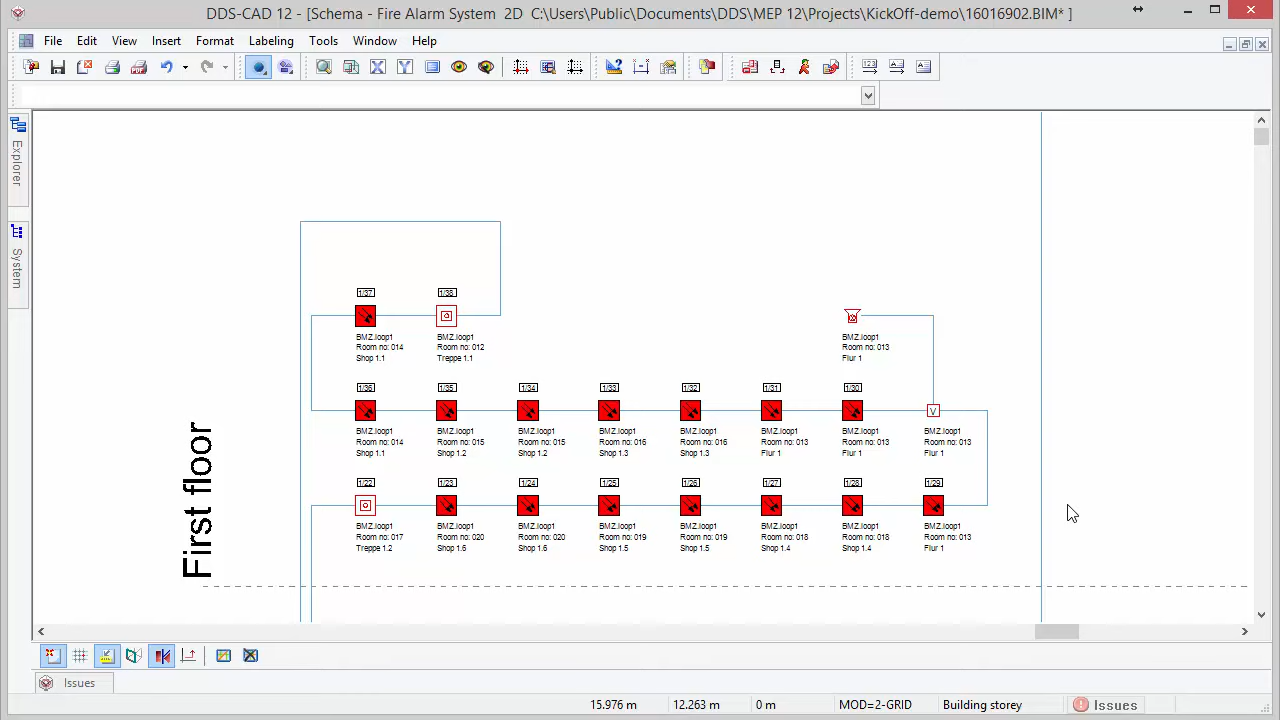 DDS-CAD 12 - [Schema - Fire Alarm System 2D C:\Users\Public\Documents\DDS\MEP 12\Projects\KickOff-demo\16016902.BIM* ]
File Edit View Insert Format Labeling Tools Window Help
Explorer
System
First floor
1/37 1/38
BMZ.loop1 BMZ.loop1 BMZ.loop1
Room no: 014 Room no: 012 Room no: 013
Shop 1.1 Treppe 1.1 Flur 1
1/36 1/35 1/34 1/33 1/32 1/31 1/30
V
BMZ.loop1 BMZ.loop1 BMZ.loop1 BMZ.loop1 BMZ.loop1 BMZ.loop1 BMZ.loop1 BMZ.loop1
Room no: 014 Room no: 015 Room no: 015 Room no: 016 Room no: 016 Room no: 013 Room no: 013 Room no: 013
Shop 1.1 Shop 1.2 Shop 1.2 Shop 1.3 Shop 1.3 Flur 1 Flur 1 Flur 1
1/22 1/23 1/24 1/25 1/26 1/27 1/28 1/29
BMZ.loop1 BMZ.loop1 BMZ.loop1 BMZ.loop1 BMZ.loop1 BMZ.loop1 BMZ.loop1 BMZ.loop1
Room no: 017 Room no: 020 Room no: 020 Room no: 019 Room no: 019 Room no: 018 Room no: 018 Room no: 013
Treppe 1.2 Shop 1.6 Shop 1.6 Shop 1.5 Shop 1.5 Shop 1.4 Shop 1.4 Flur 1
Issues
15.976 m 12.263 m 0 m MOD=2-GRID Building storey Issues